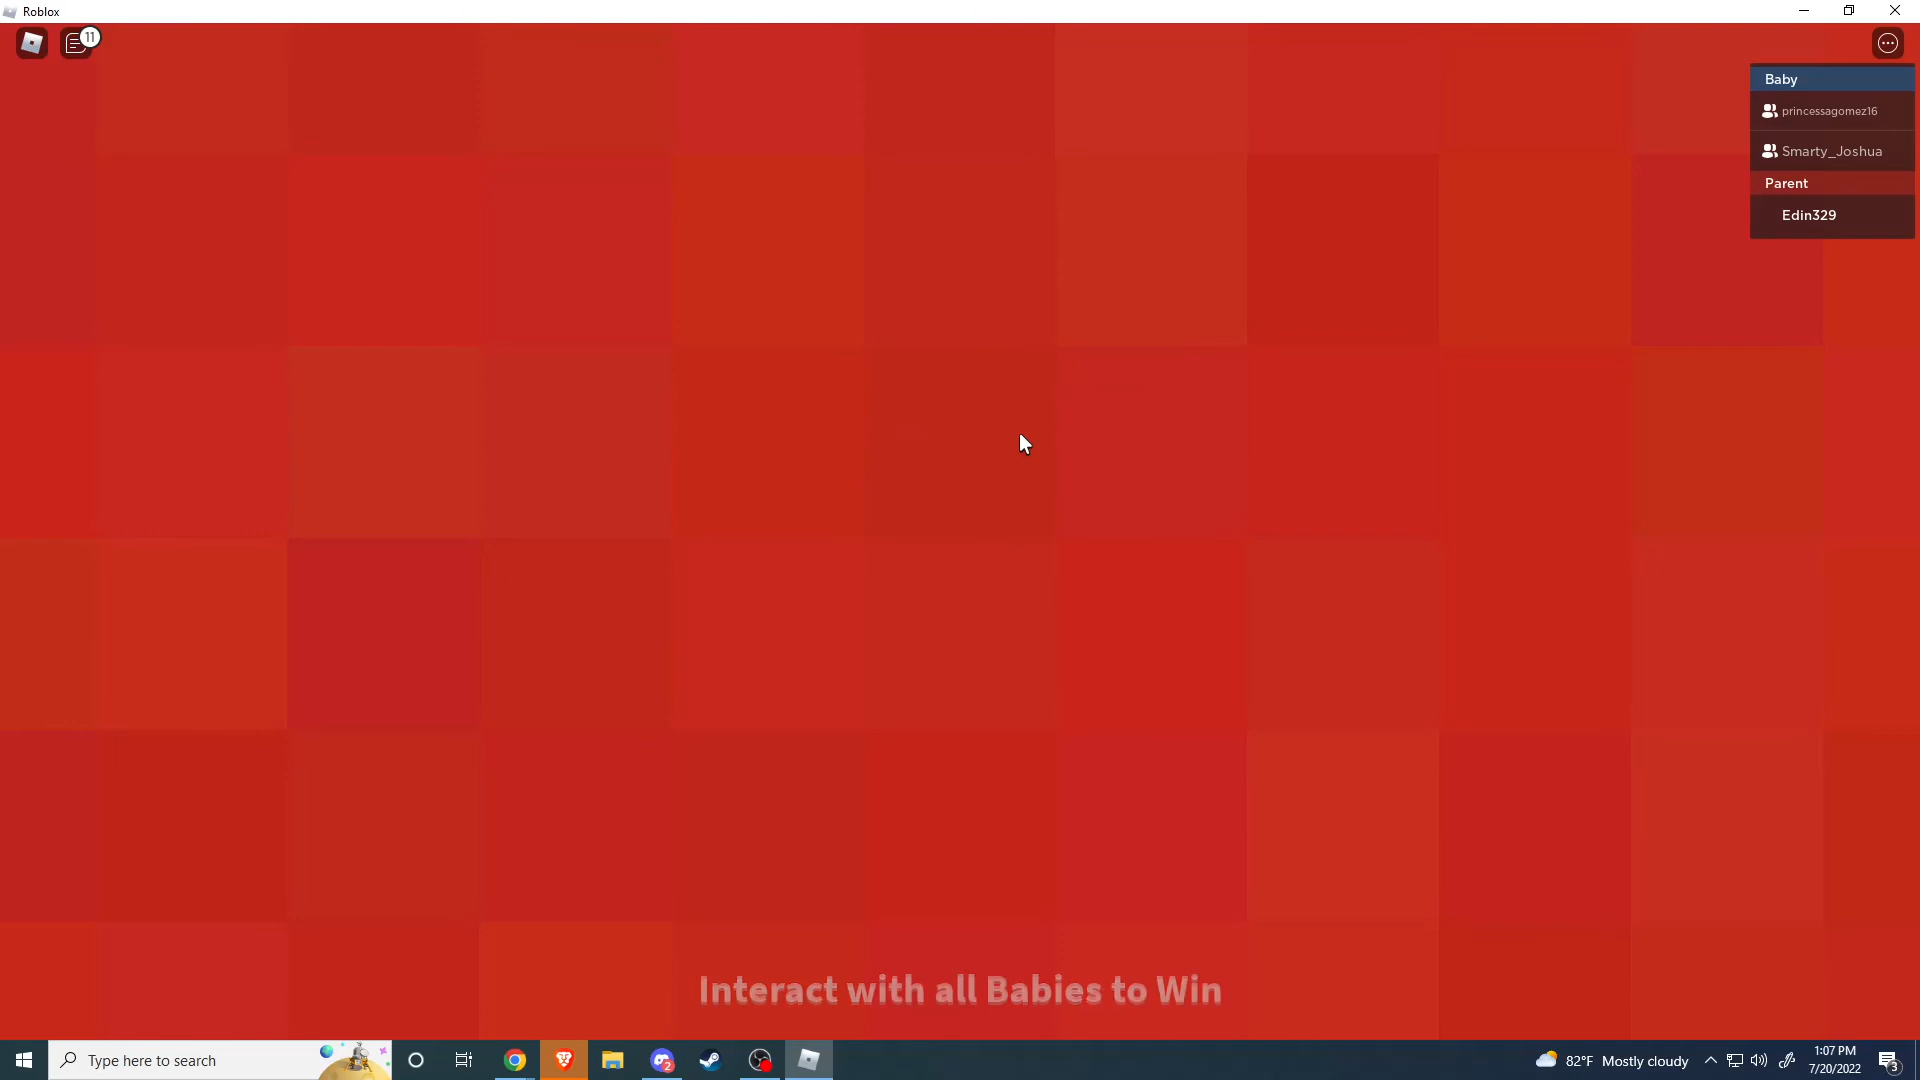 Roblox
11
Baby
princessagomez16
Smarty_Joshua
Parent
Edin329
Interact with all Babies to Win
Type here to search
2
82°F Mostly cloudy
1:07 PM
7/20/2022
3